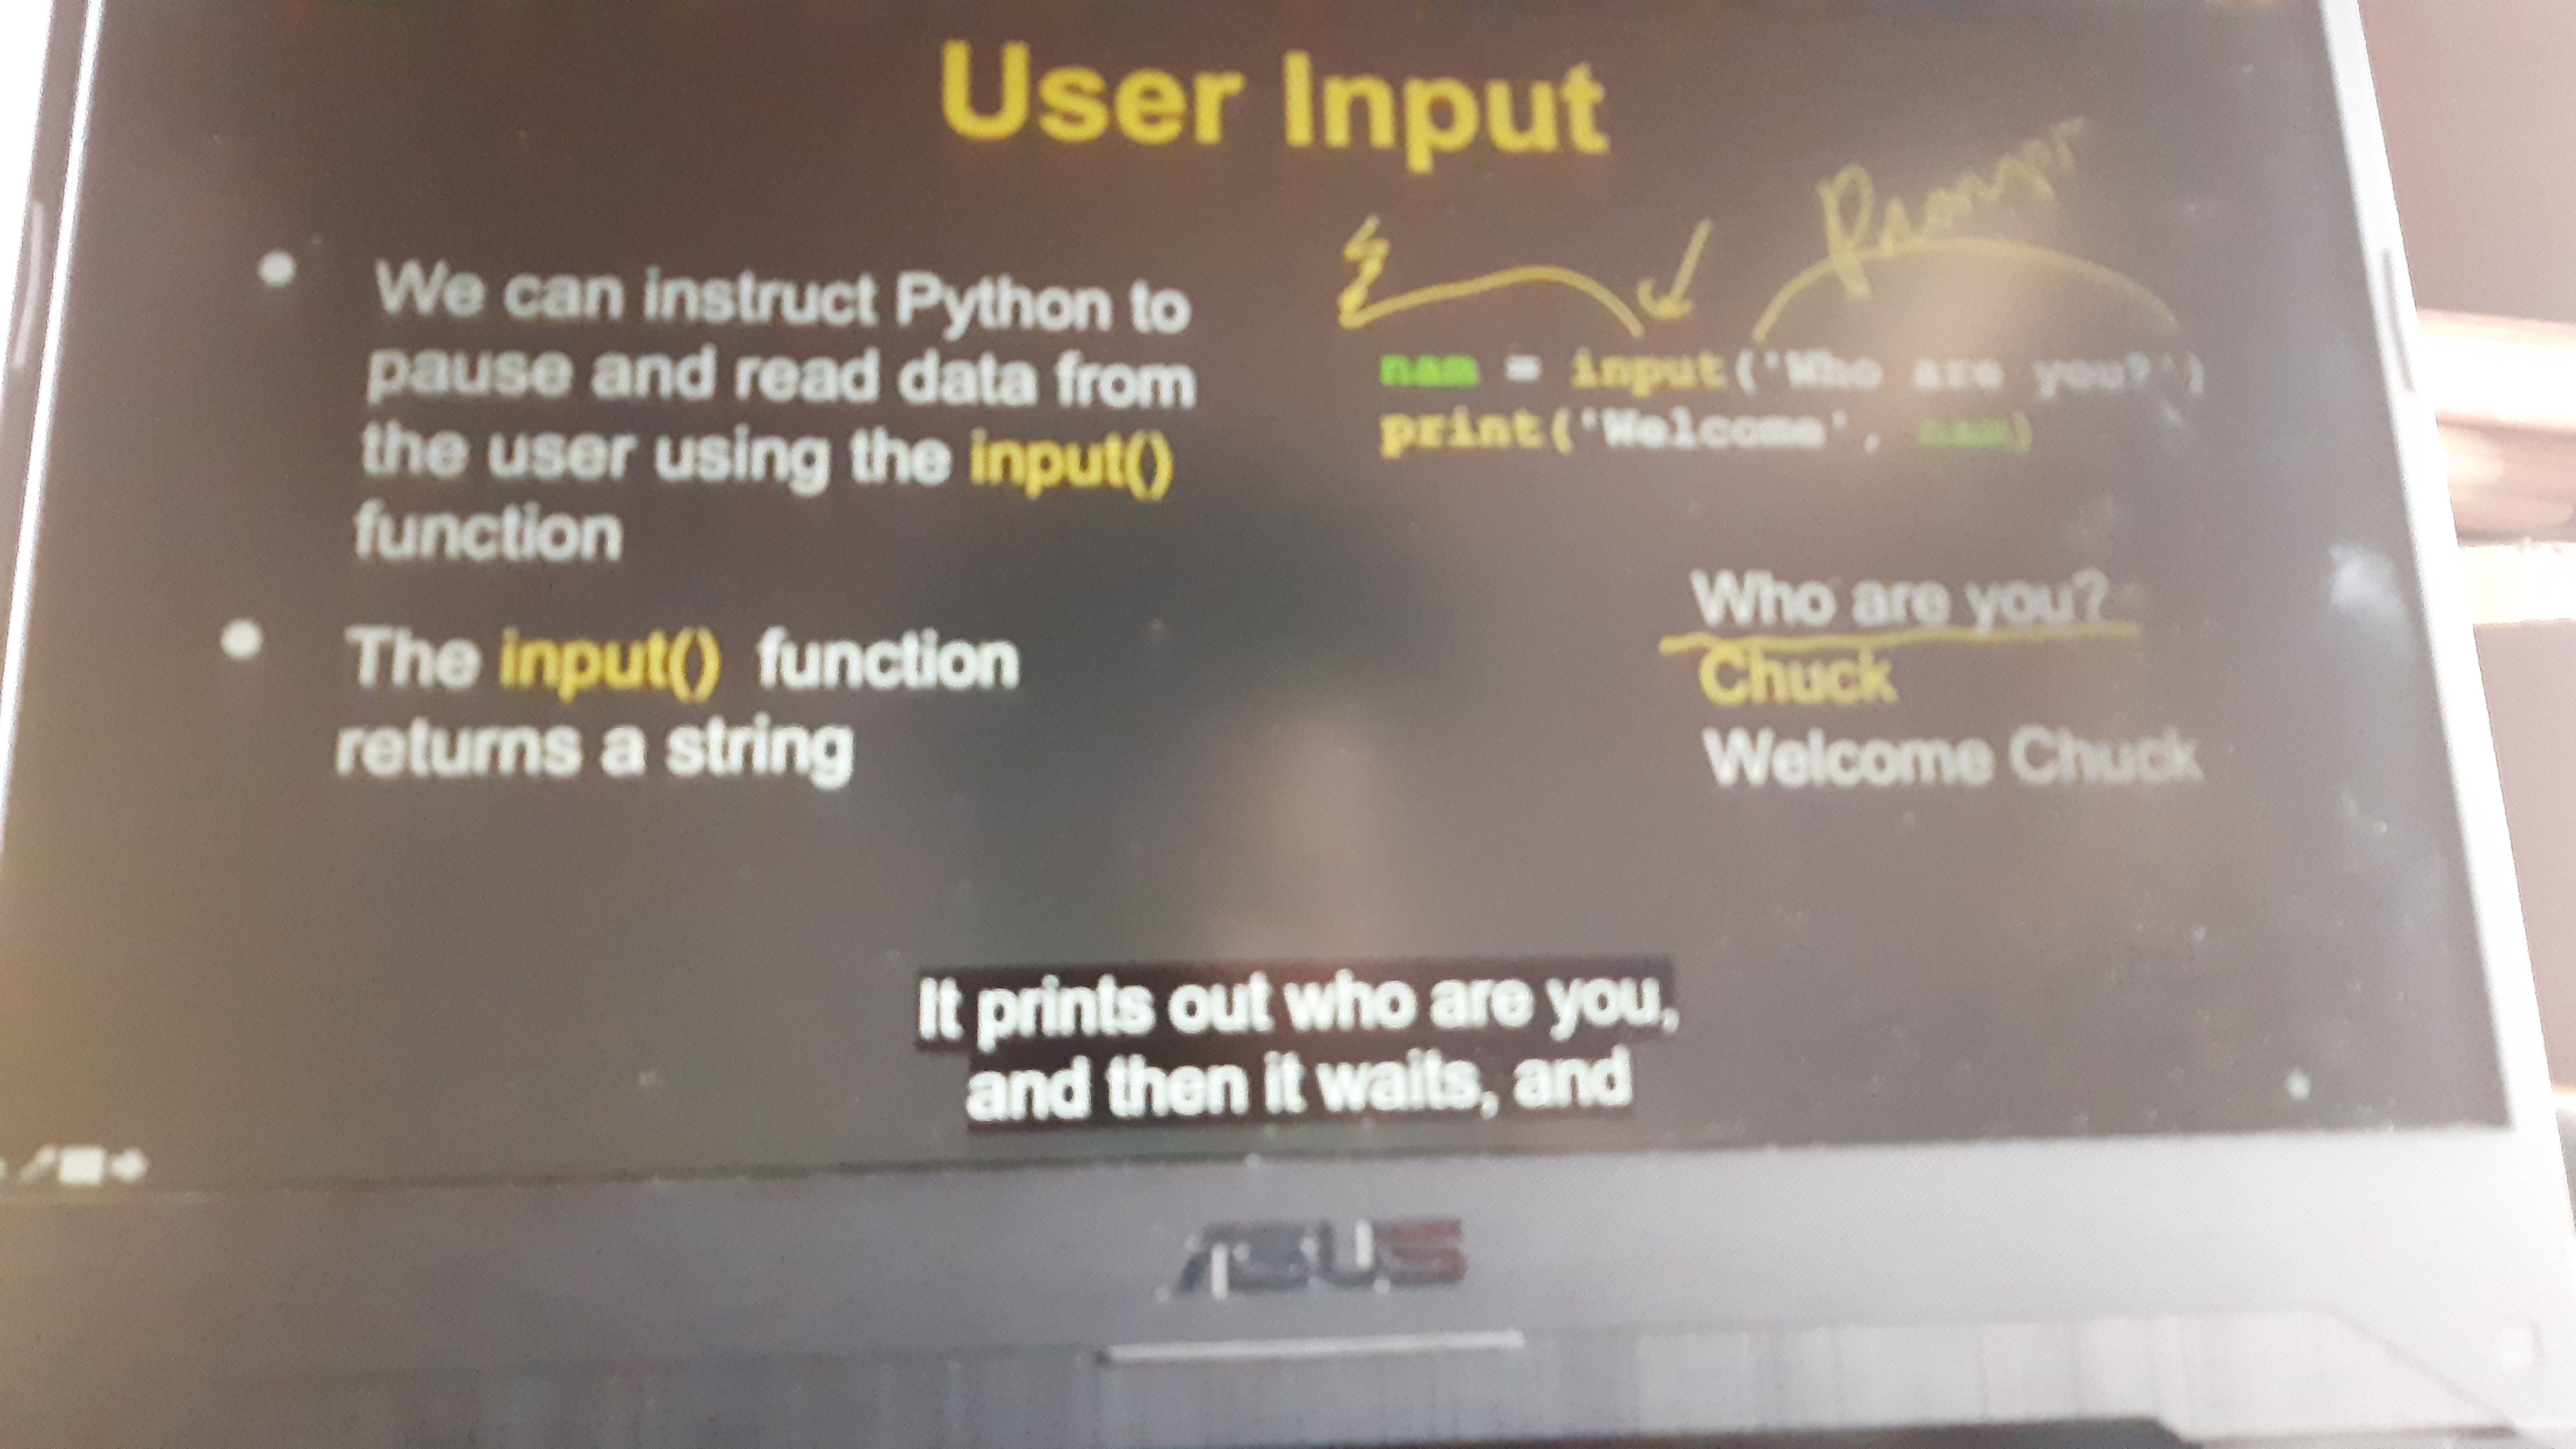 User Input
We can instruct Python to
pause and read data from
the user using the input()
function
The input() function
returns a string
Prompt
nam = input('Who are you?')
print('Welcome', nam)
Who are you?
Chuck
Welcome Chuck
It prints out who are you,
and then it waits, and
ASUS